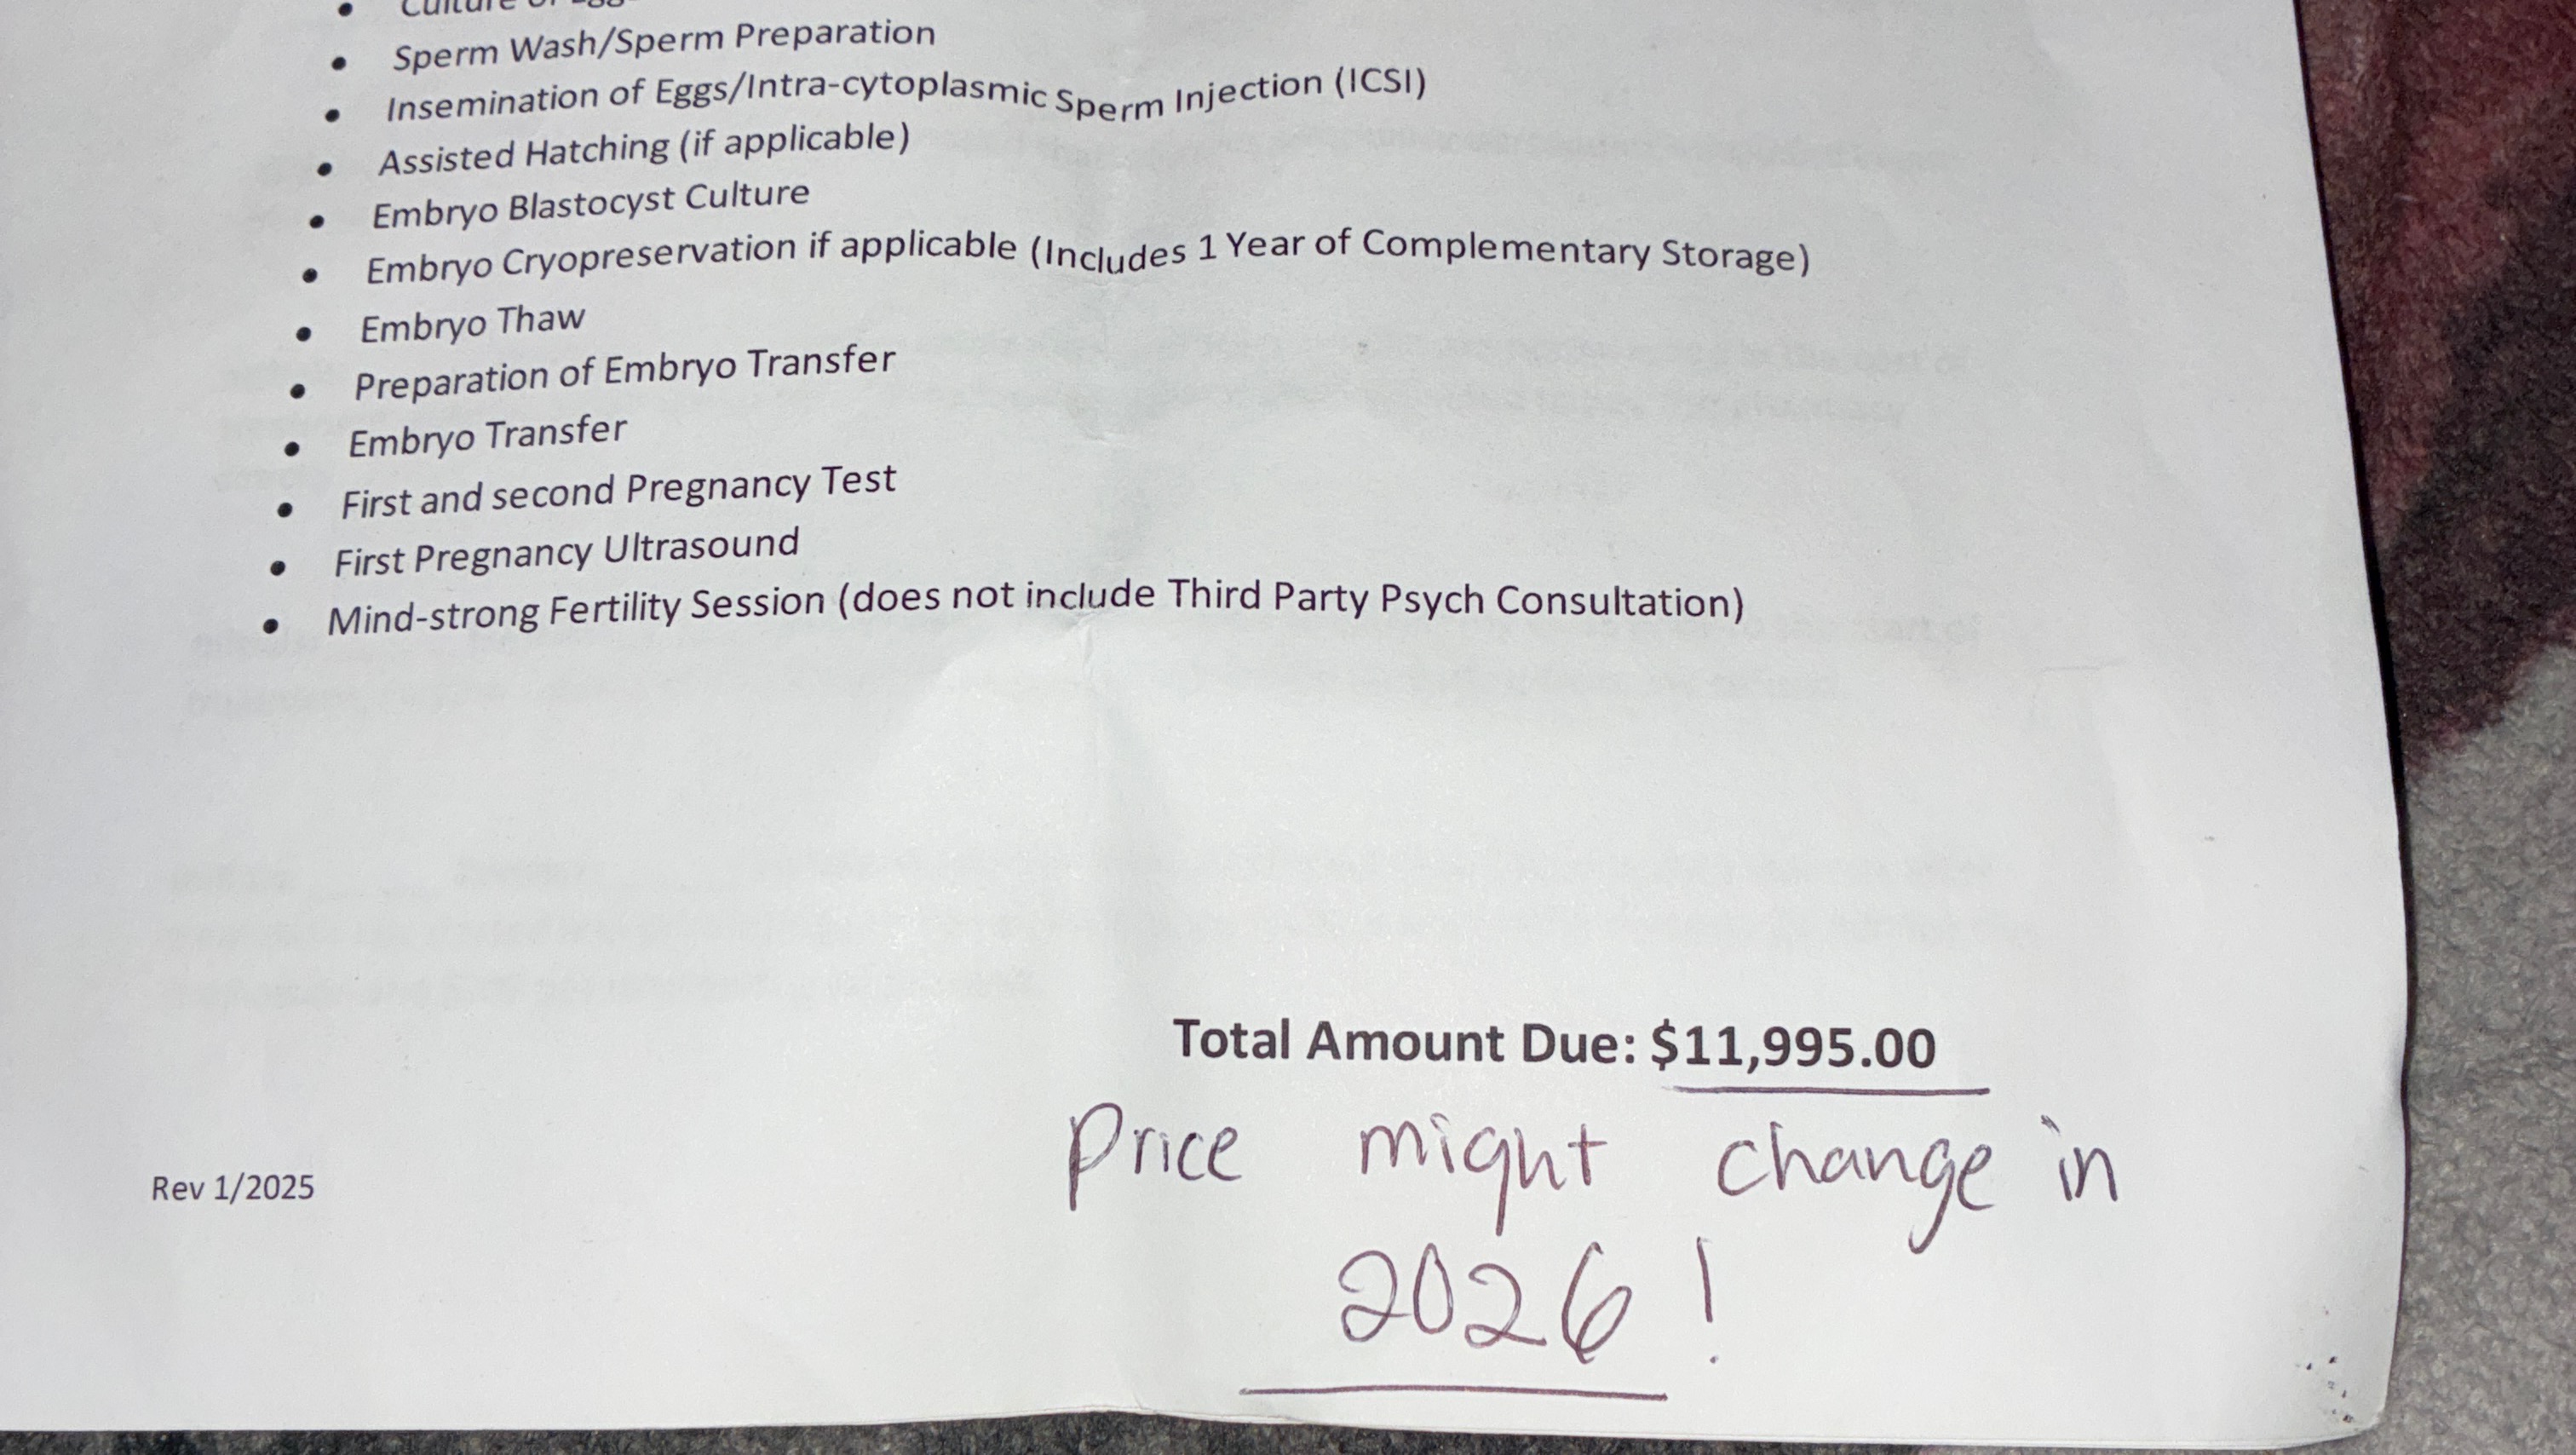 Culture of
• Sperm Wash/Sperm Preparation
• Insemination of Eggs/Intra-cytoplasmic Sperm Injection (ICSI)
• Assisted Hatching (if applicable)
• Embryo Blastocyst Culture
• Embryo Cryopreservation if applicable (Includes 1 Year of Complementary Storage)
• Embryo Thaw
• Preparation of Embryo Transfer
• Embryo Transfer
• First and second Pregnancy Test
• First Pregnancy Ultrasound
• Mind-strong Fertility Session (does not include Third Party Psych Consultation)
Total Amount Due: $11,995.00
Price might change in
2026!
Rev 1/2025